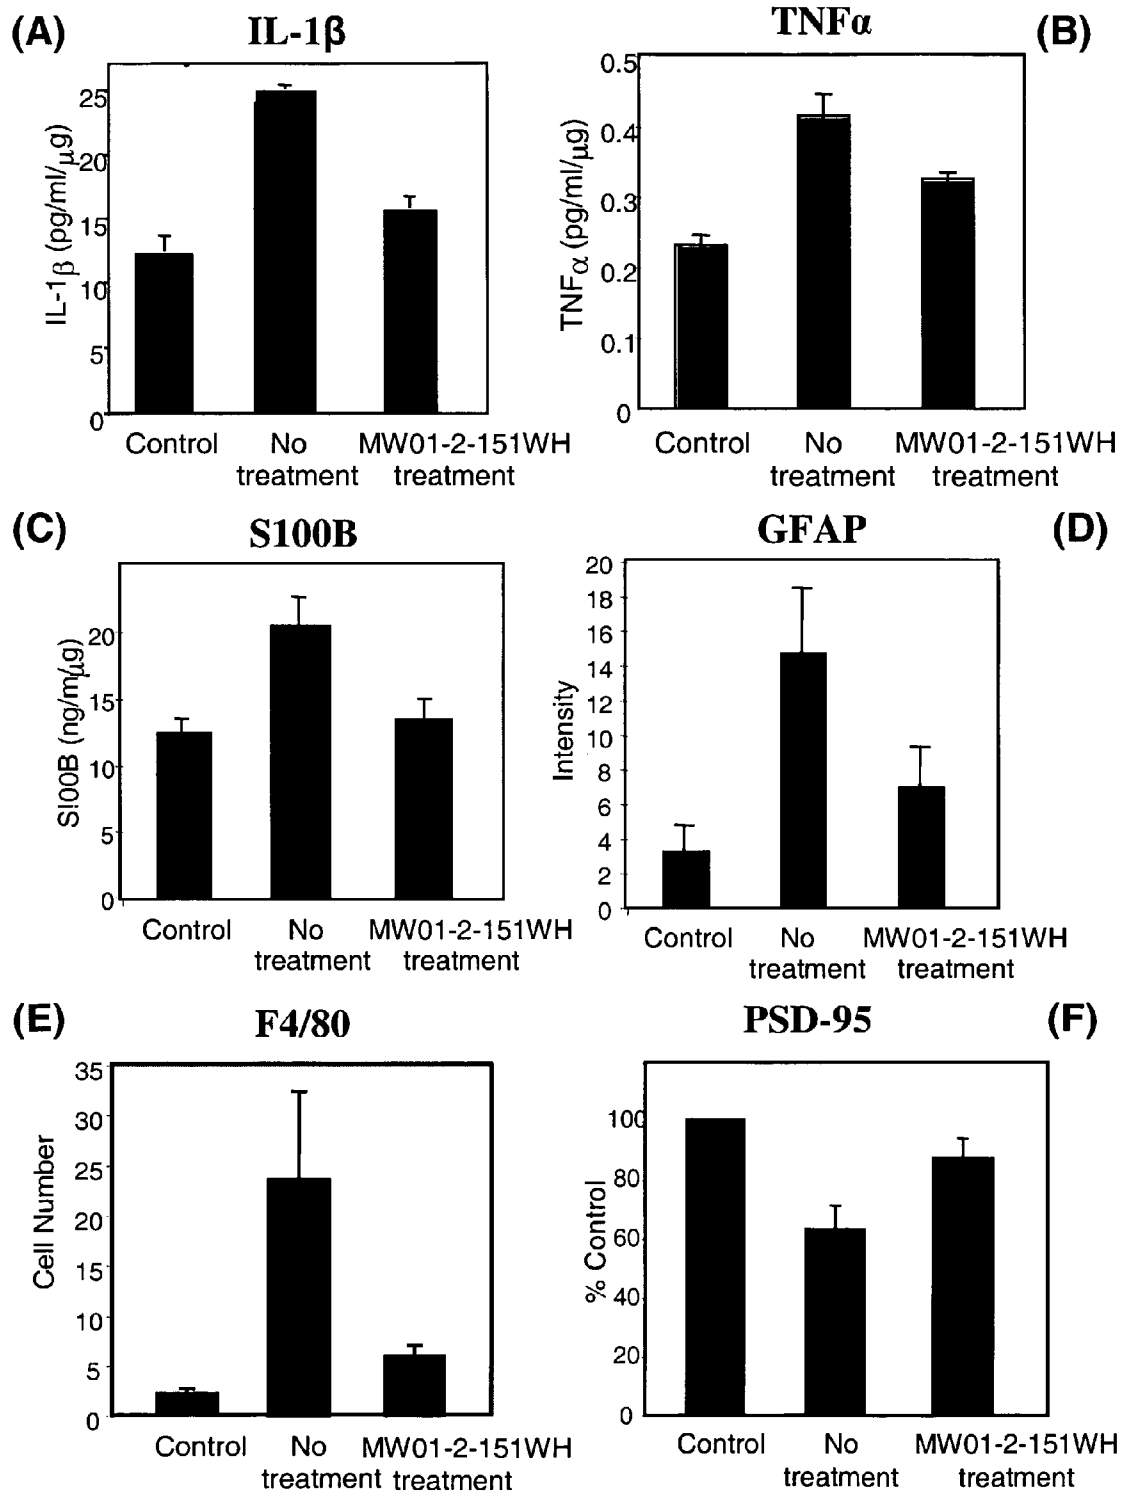 (A) IL-1β
IL-1β (pg/ml/μg)
25
20
15
10
5
0
Control No MW01-2-151WH
treatment treatment
TNFα (B)
TNFα (pg/ml/μg)
0.5
0.4
0.3
0.2
0.1
0
Control No MW01-2-151WH
treatment treatment
(C) S100B
S100B (ng/m/μg)
20
15
10
5
0
Control No MW01-2-151WH
treatment treatment
GFAP (D)
Intensity
20
18
16
14
12
10
8
6
4
2
0
Control No MW01-2-151WH
treatment treatment
(E) F4/80
Cell Number
35
30
25
20
15
10
5
0
Control No MW01-2-151WH
treatment treatment
PSD-95 (F)
% Control
100
80
60
40
20
0
Control No MW01-2-151WH
treatment treatment